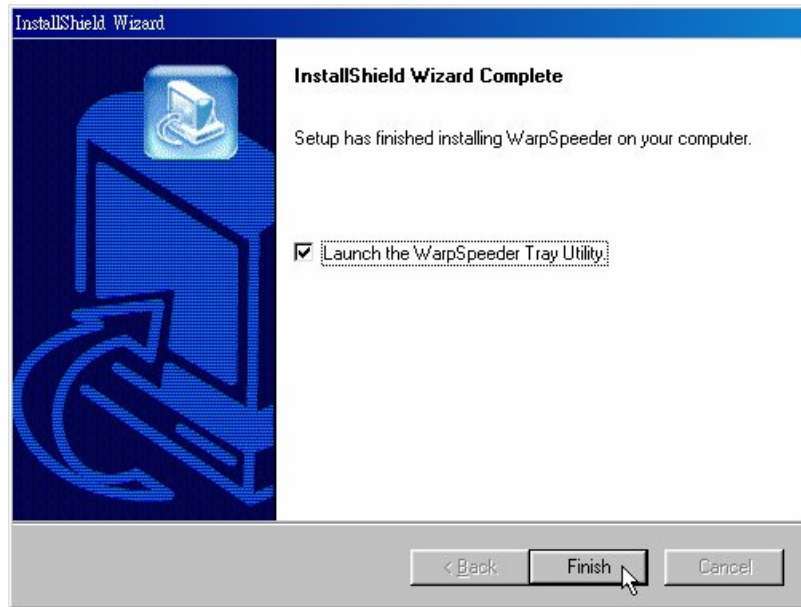 InstallShield Wizard
InstallShield Wizard Complete
Setup has finished installing WarpSpeeder on your computer.
Launch the WarpSpeeder Tray Utility.
< Back
Finish
Cancel